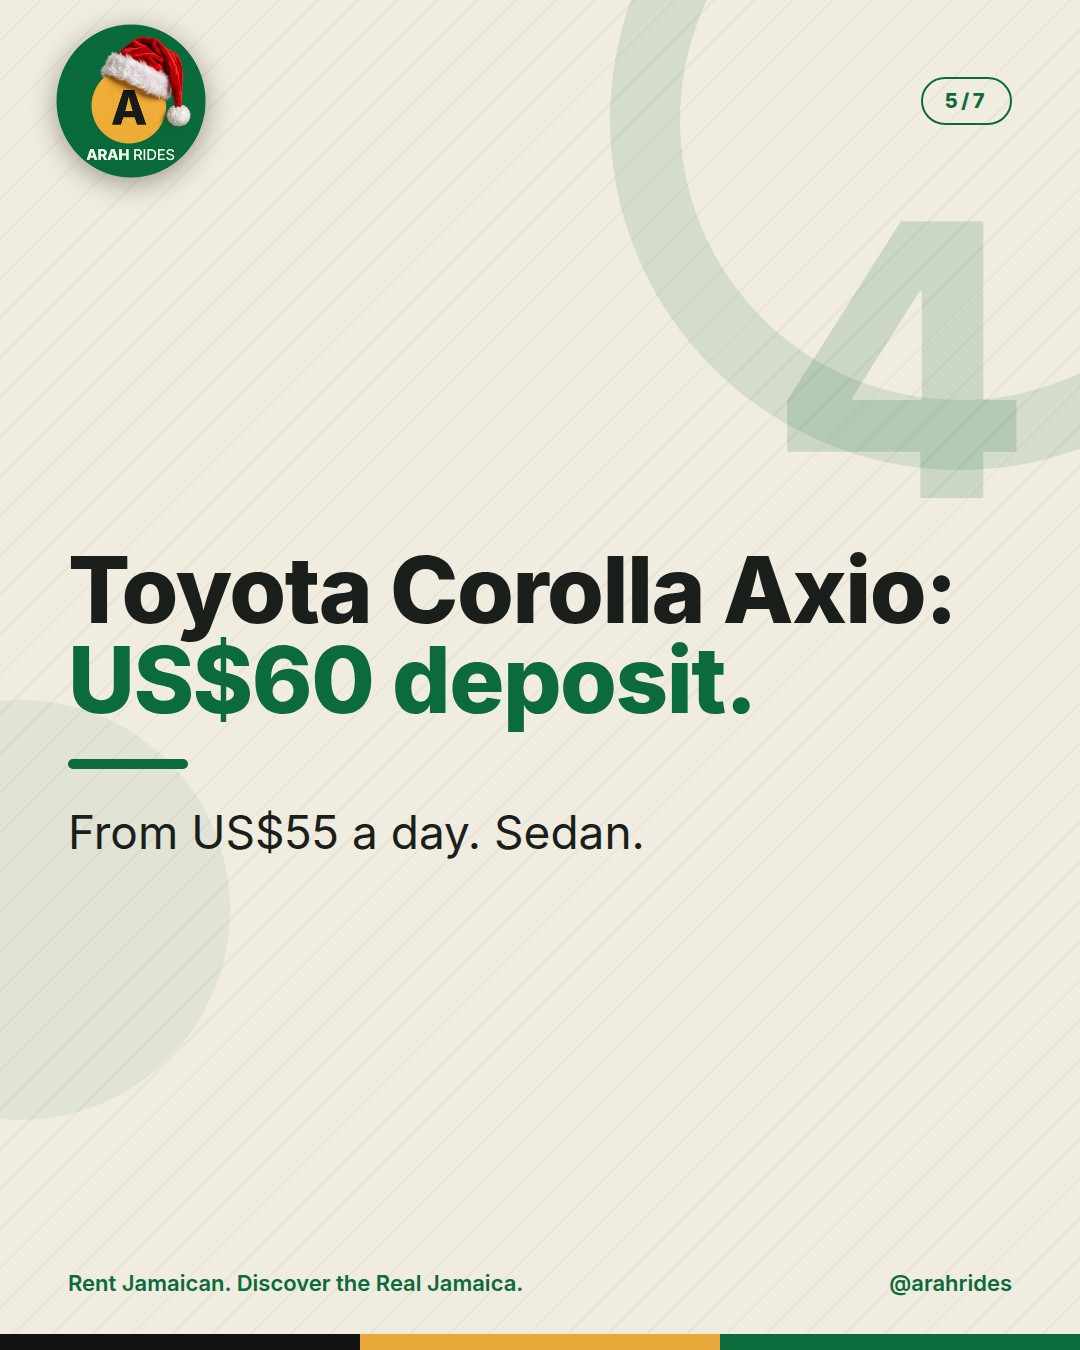 A
ARAH RIDES
5/7
4
Toyota Corolla Axio:
US$60 deposit.
From US$55 a day. Sedan.
Rent Jamaican. Discover the Real Jamaica.
@arahrides